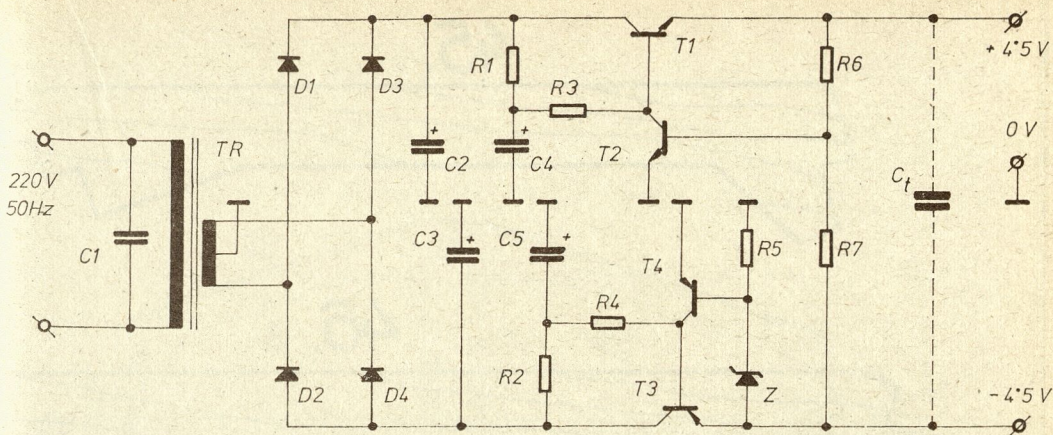 D1
D3
R1
R3
T1
R6
+ 4˙5 V
TR
220V
50Hz
C1
+
C2
+
C4
T2
0 V
Ct
C3
+
C5
+
T4
R5
R7
R4
R2
T3
Z
D2
D4
- 4˙5 V